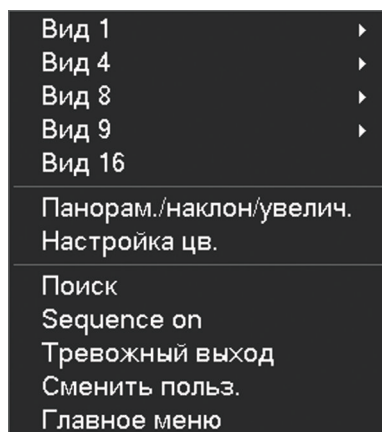 Вид 1
Вид 4
Вид 8
Вид 9
Вид 16
Панорам./наклон/увелич.
Настройка цв.
Поиск
Sequence on
Тревожный выход
Сменить польз.
Главное меню